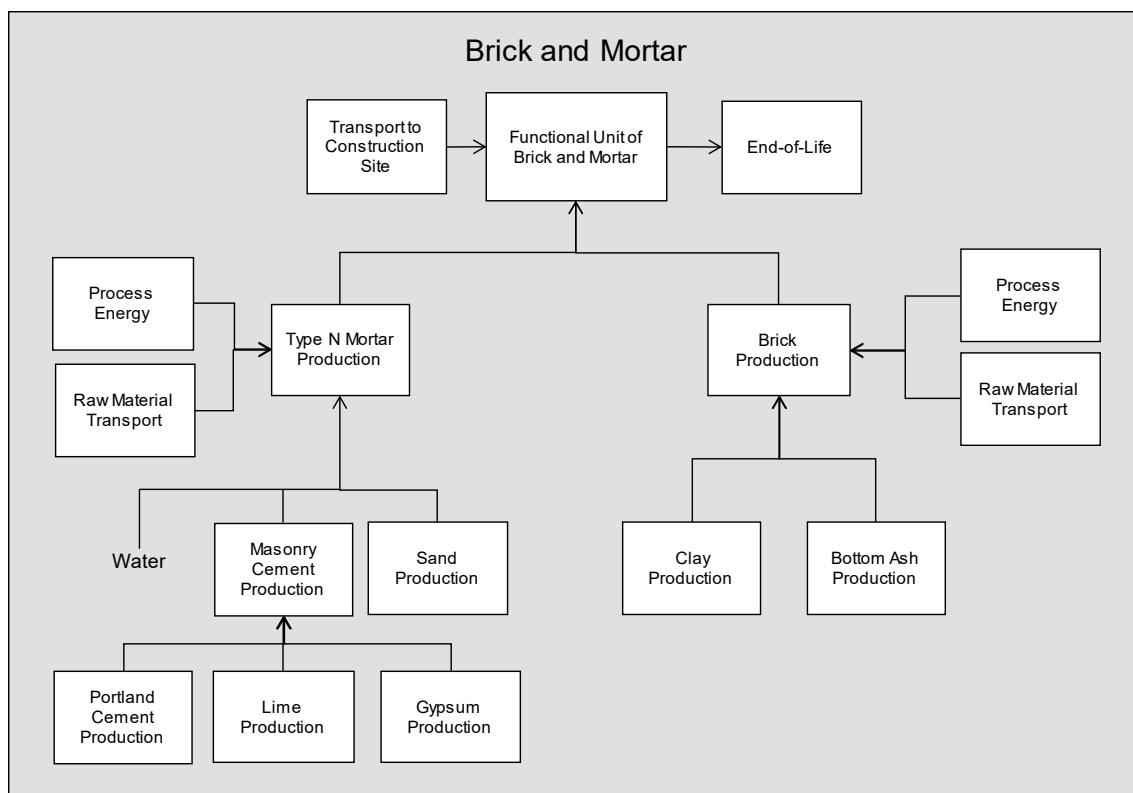 Brick and Mortar
Transport to
Construction
Site
Functional Unit of
Brick and Mortar
End-of-Life
Process
Energy
Raw Material
Transport
Type N Mortar
Production
Brick
Production
Process
Energy
Raw Material
Transport
Water
Masonry
Cement
Production
Sand
Production
Clay
Production
Bottom Ash
Production
Portland
Cement
Production
Lime
Production
Gypsum
Production